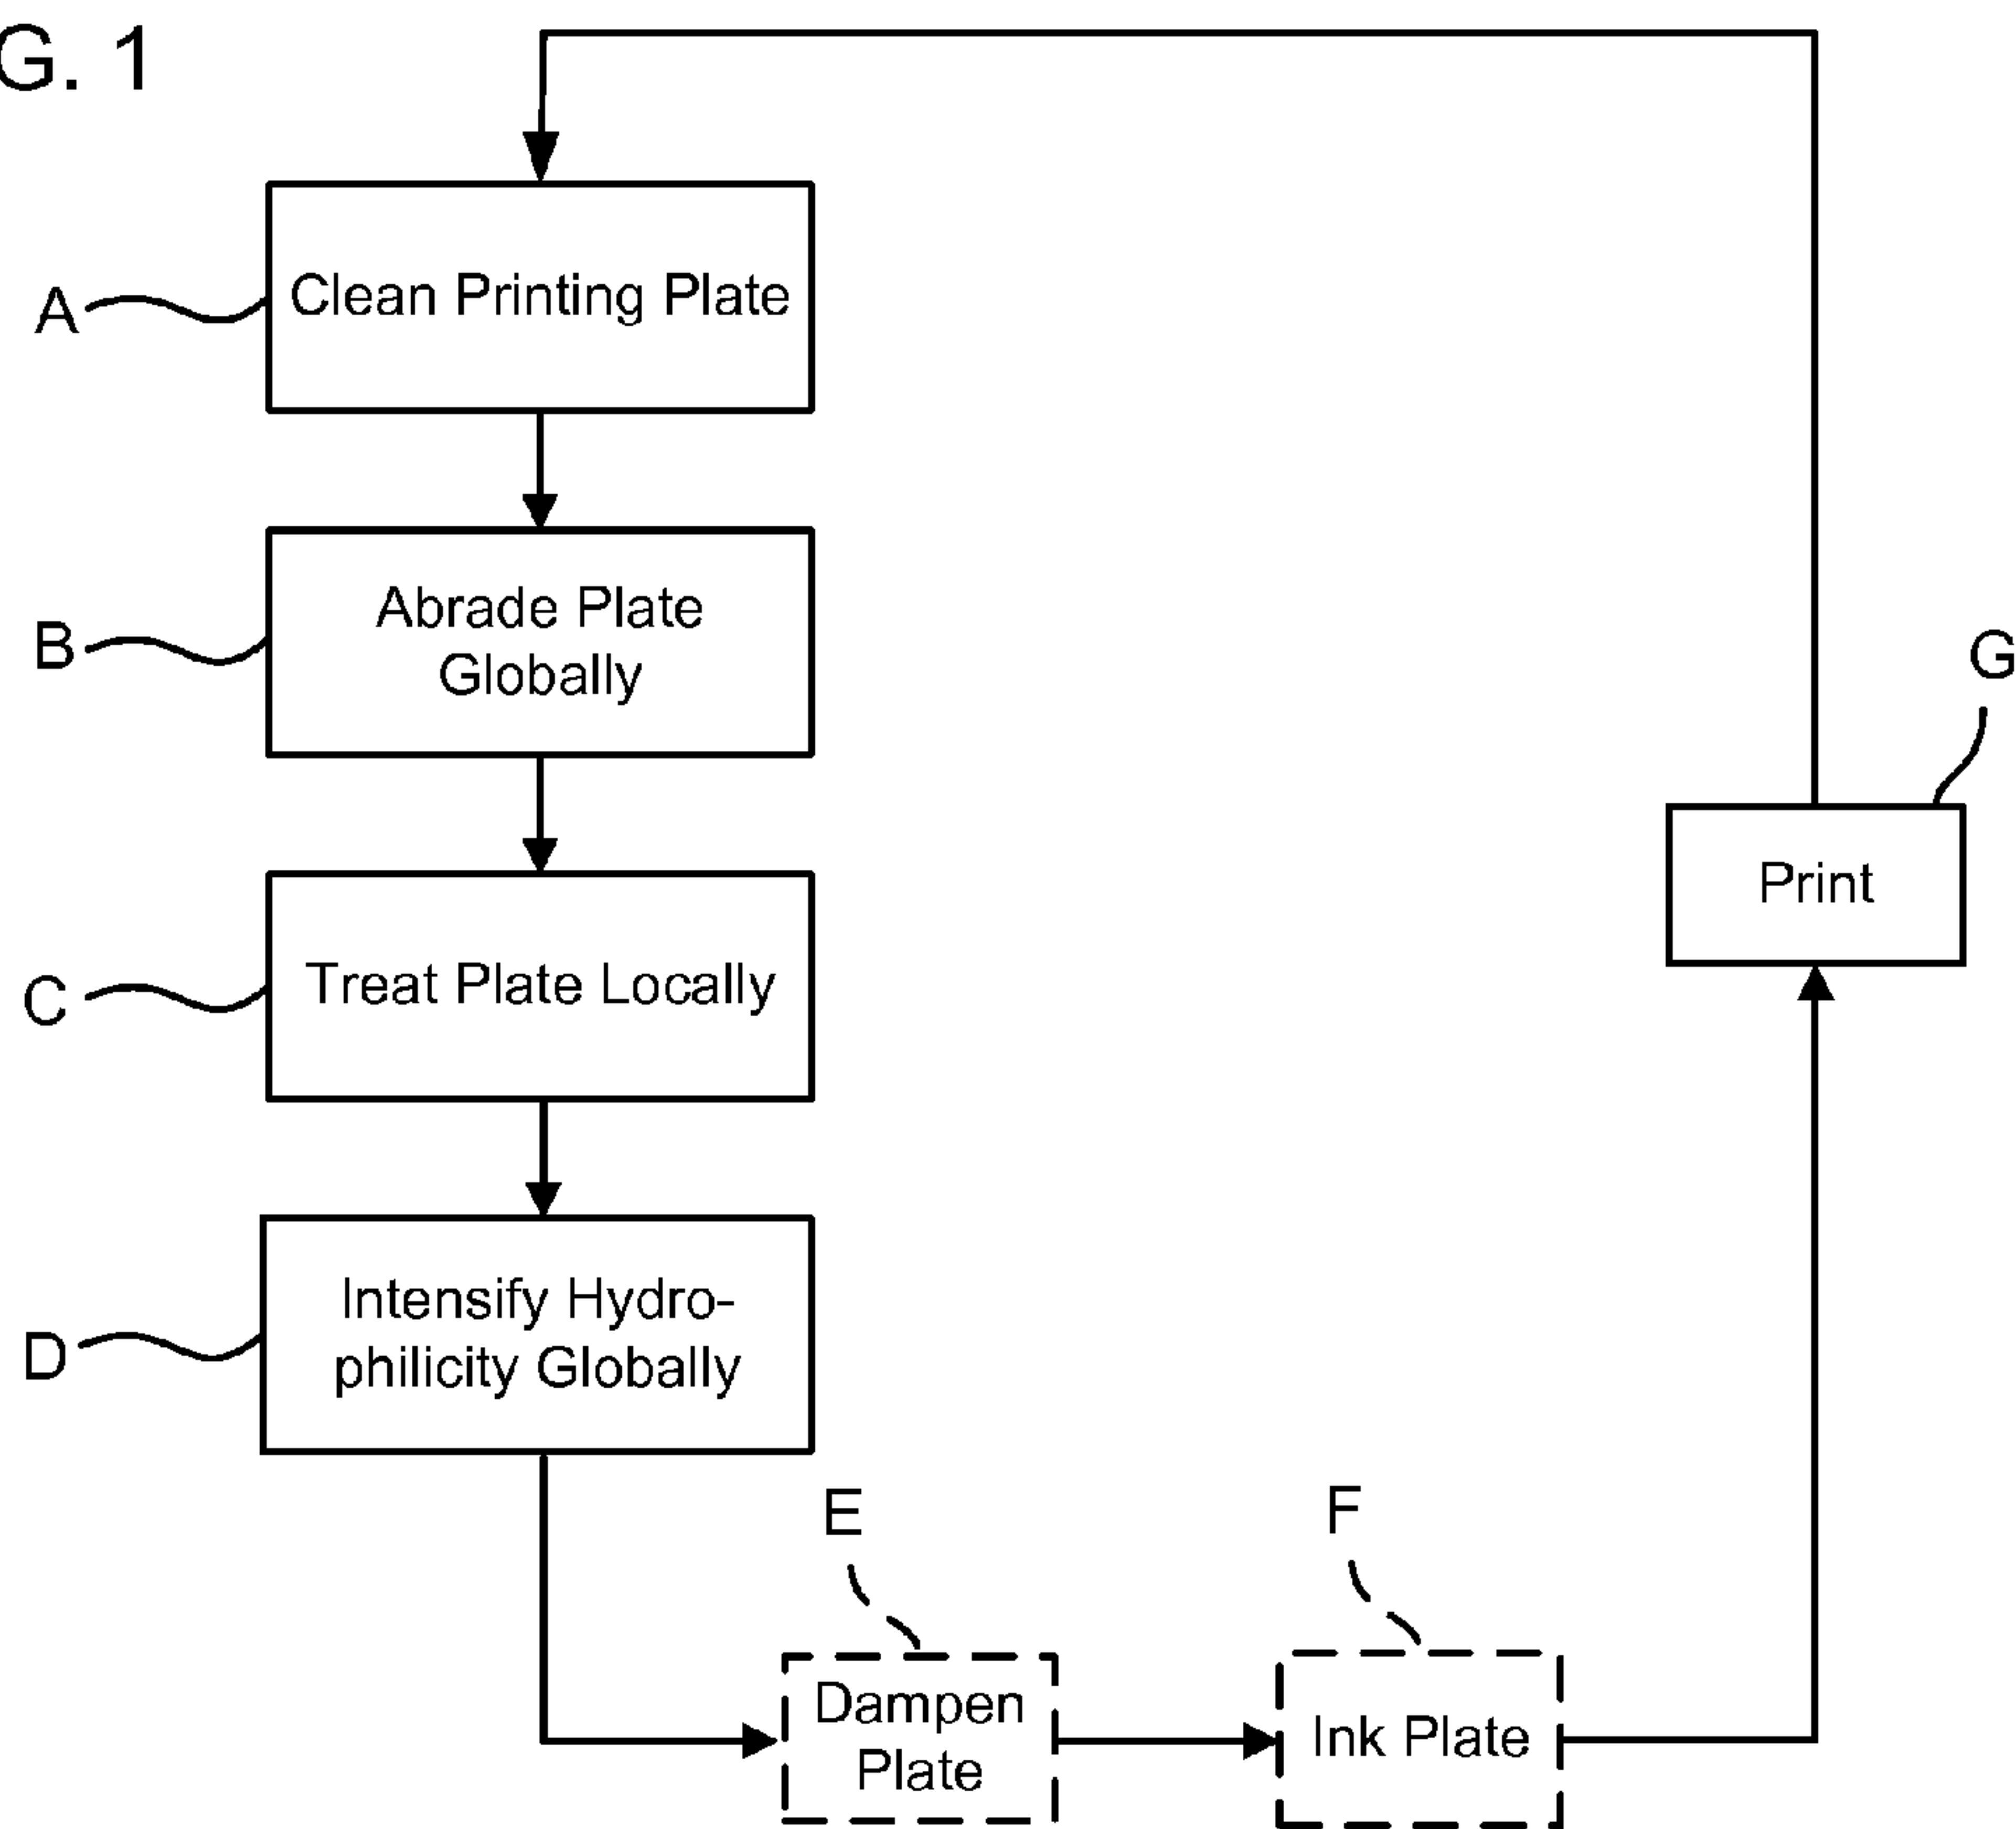 G. 1
A
Clean Printing Plate
B
Abrade Plate
Globally
G
Print
C
Treat Plate Locally
D
Intensify Hydro-
philicity Globally
E
Dampen
Plate
F
Ink Plate